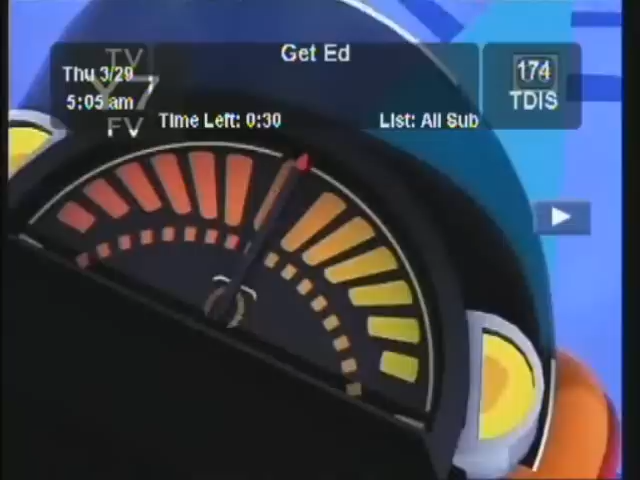 Get Ed
TV
Y7
FV
Thu 3/29
5:05 am
Time Left: 0:30
List: All Sub
174
TDIS